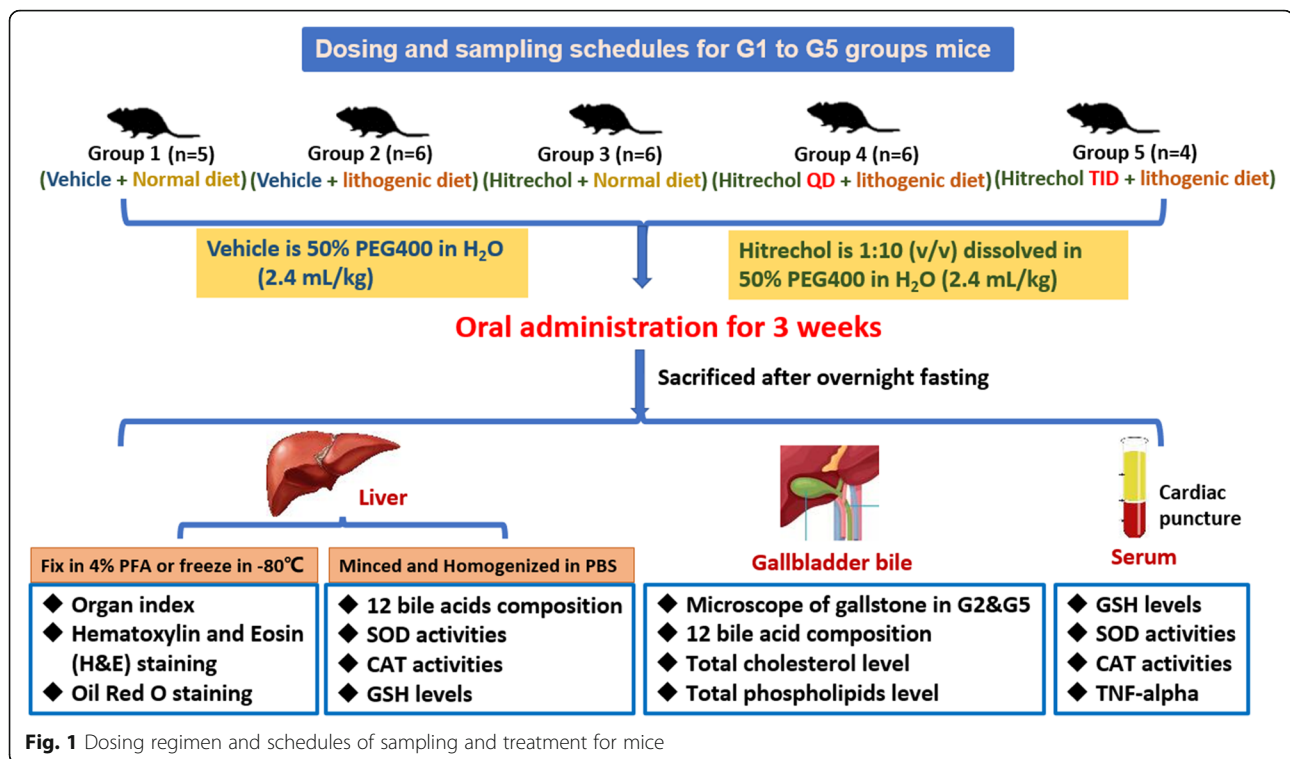 Dosing and sampling schedules for G1 to G5 groups mice
Group 1 (n=5)
(Vehicle + Normal diet)
Group 2 (n=6)
(Vehicle + lithogenic diet)
Group 3 (n=6)
(Hitrechol + Normal diet)
Group 4 (n=6)
(Hitrechol QD + lithogenic diet)
Group 5 (n=4)
(Hitrechol TID + lithogenic diet)
Vehicle is 50% PEG400 in H₂O
(2.4 mL/kg)
Hitrechol is 1:10 (v/v) dissolved in
50% PEG400 in H₂O (2.4 mL/kg)
Oral administration for 3 weeks
Sacrificed after overnight fasting
Liver
Fix in 4% PFA or freeze in -80℃
◆ Organ index
◆ Hematoxylin and Eosin
(H&E) staining
◆ Oil Red O staining
Minced and Homogenized in PBS
◆ 12 bile acids composition
◆ SOD activities
◆ CAT activities
◆ GSH levels
Gallbladder bile
◆ Microscope of gallstone in G2&G5
◆ 12 bile acid composition
◆ Total cholesterol level
◆ Total phospholipids level
Cardiac
puncture
Serum
◆ GSH levels
◆ SOD activities
◆ CAT activities
◆ TNF-alpha
Fig. 1 Dosing regimen and schedules of sampling and treatment for mice